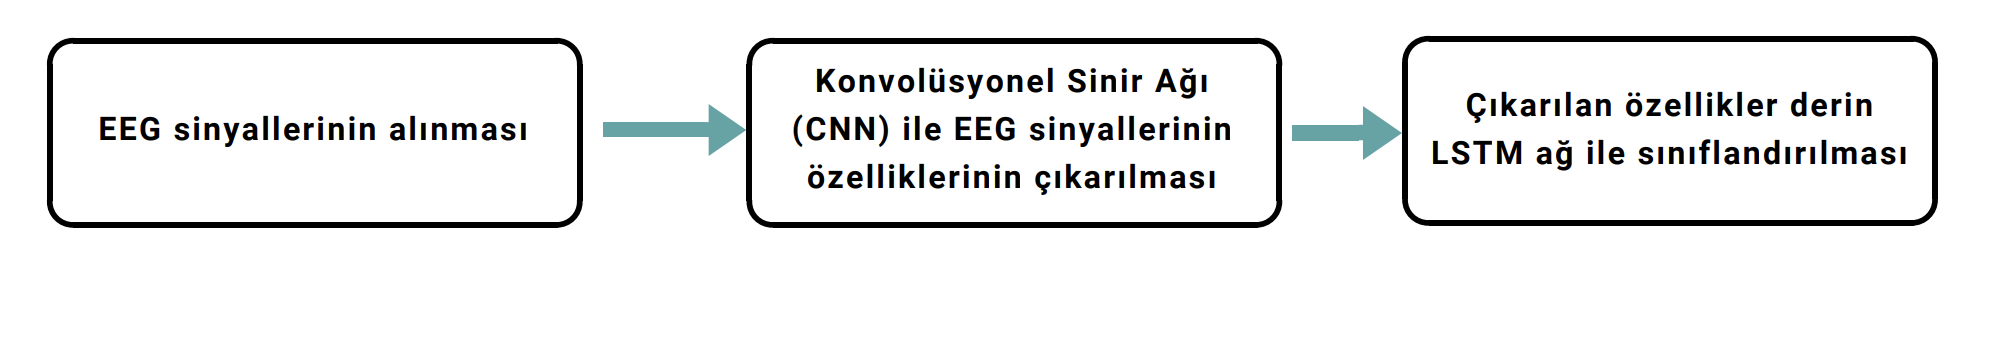 EEG sinyallerinin alınması
Konvolüsyonel Sinir Ağı
(CNN) ile EEG sinyallerinin
özelliklerinin çıkarılması
Çıkarılan özellikler derin
LSTM ağ ile sınıflandırılması